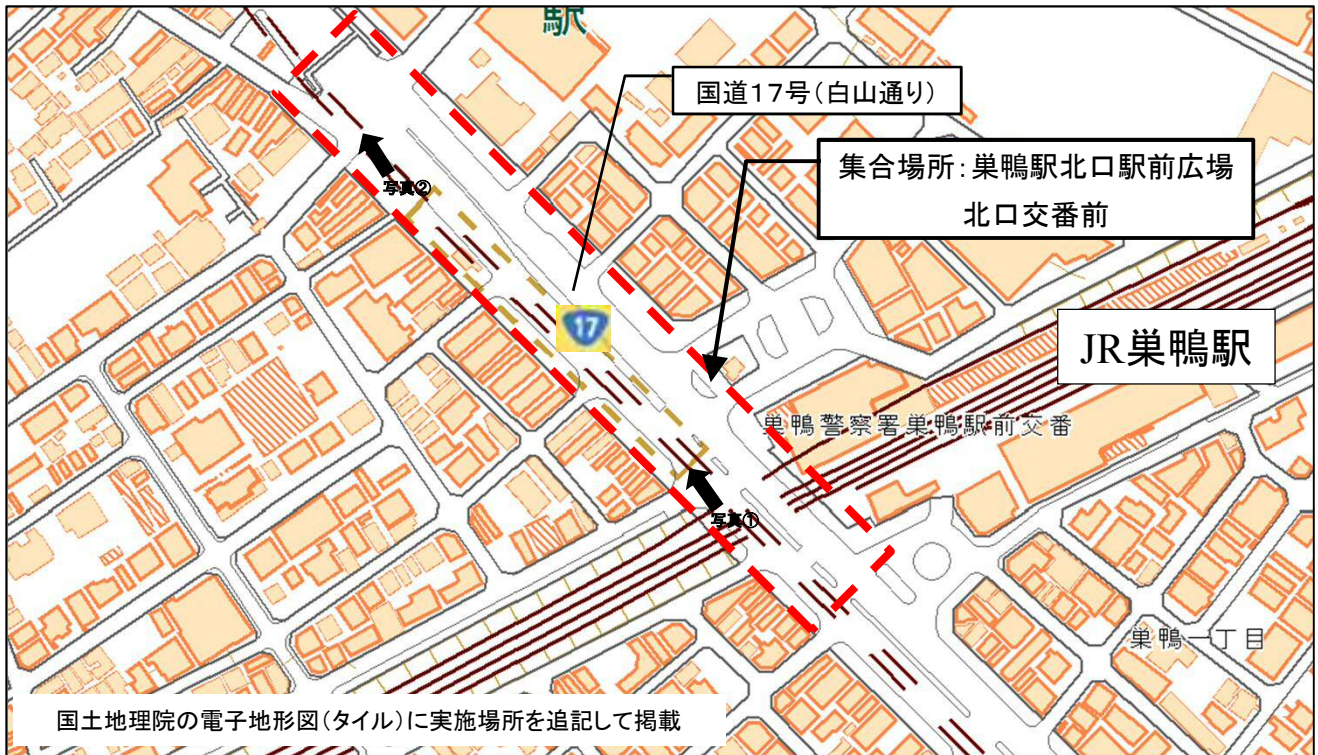 駅
国道17号(白山通り)
集合場所:巣鴨駅北口駅前広場
北口交番前
写真②
17
JR巣鴨駅
巣鴨警察署巣鴨駅前交番
写真①
巣鴨一丁目
国土地理院の電子地形図(タイル)に実施場所を追記して掲載